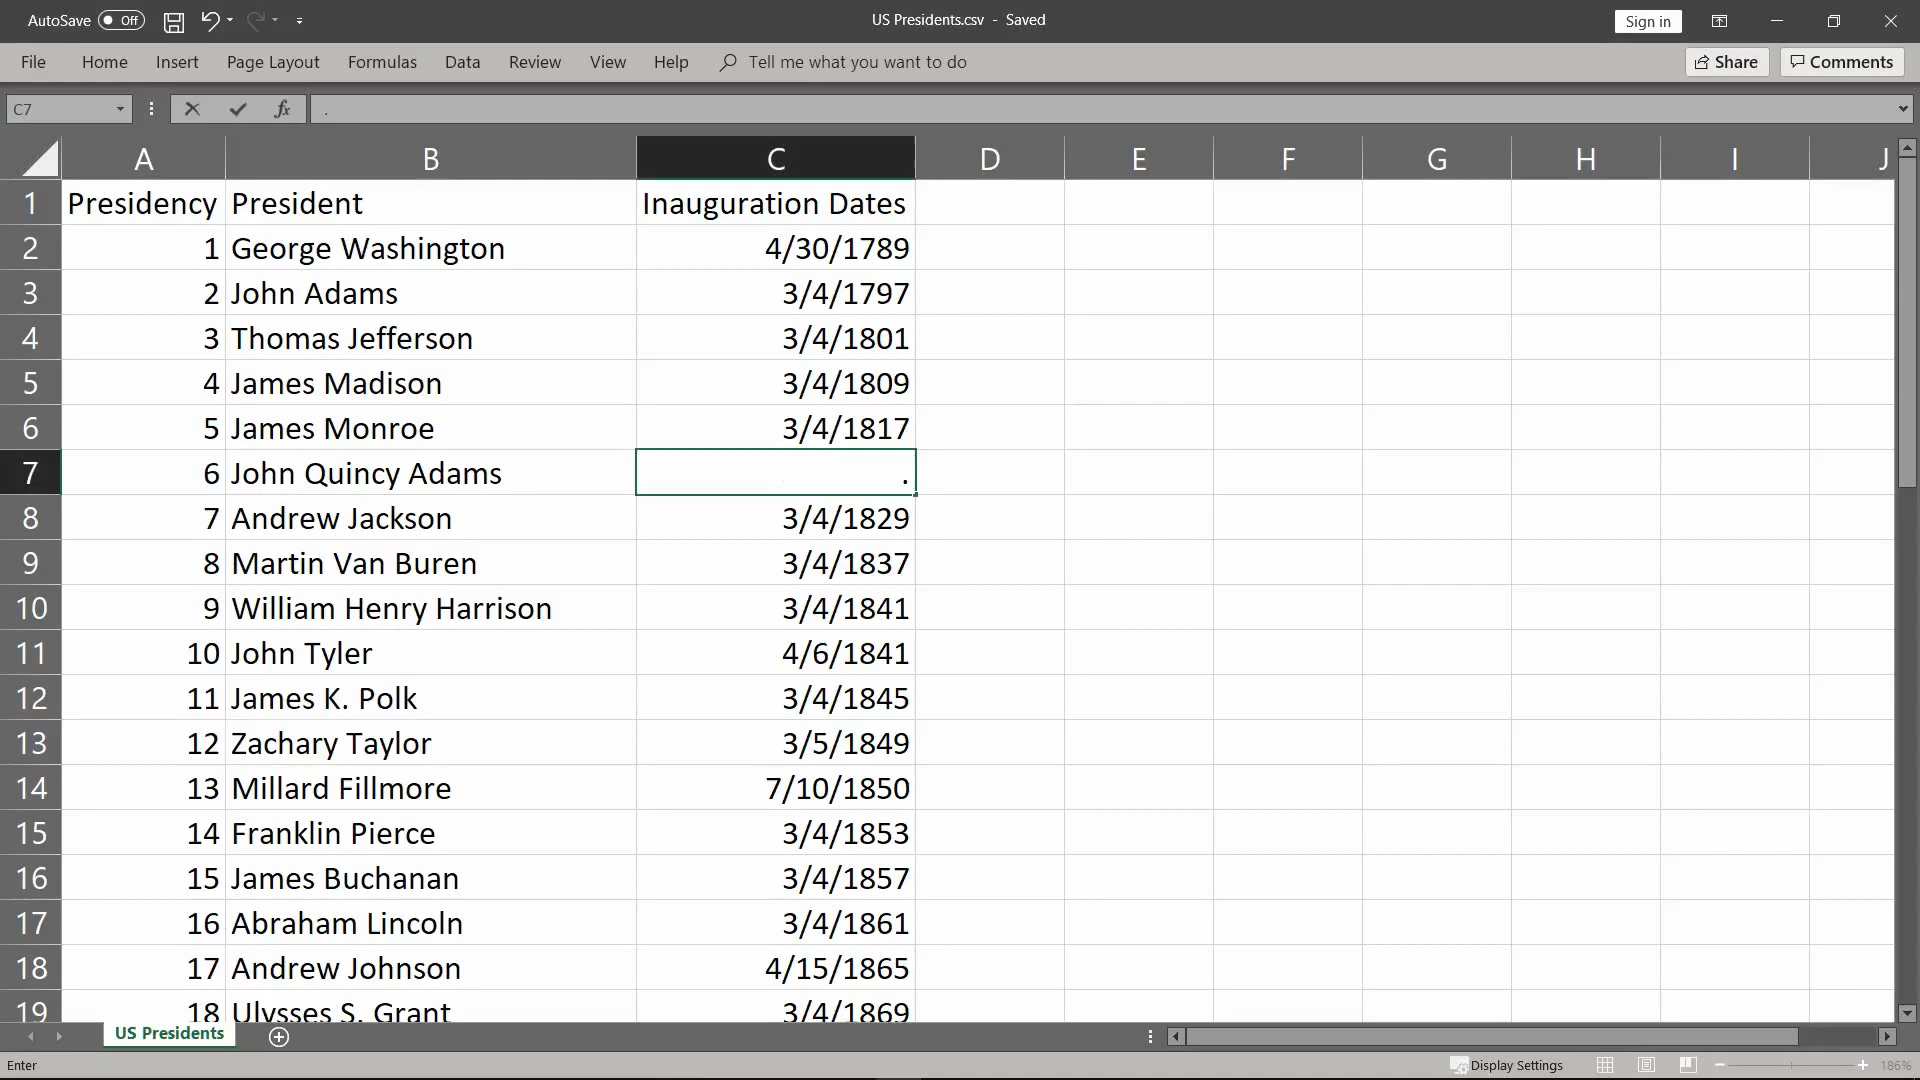 AutoSave Off US Presidents.csv - Saved Sign in
File Home Insert Page Layout Formulas Data Review View Help Tell me what you want to do Share Comments
C7 fx .
A B C D E F G H I J
1 Presidency President Inauguration Dates
2 1 George Washington 4/30/1789
3 2 John Adams 3/4/1797
4 3 Thomas Jefferson 3/4/1801
5 4 James Madison 3/4/1809
6 5 James Monroe 3/4/1817
7 6 John Quincy Adams .
8 7 Andrew Jackson 3/4/1829
9 8 Martin Van Buren 3/4/1837
10 9 William Henry Harrison 3/4/1841
11 10 John Tyler 4/6/1841
12 11 James K. Polk 3/4/1845
13 12 Zachary Taylor 3/5/1849
14 13 Millard Fillmore 7/10/1850
15 14 Franklin Pierce 3/4/1853
16 15 James Buchanan 3/4/1857
17 16 Abraham Lincoln 3/4/1861
18 17 Andrew Johnson 4/15/1865
19 18 Ulysses S. Grant 3/4/1869
US Presidents
Enter Display Settings 186%